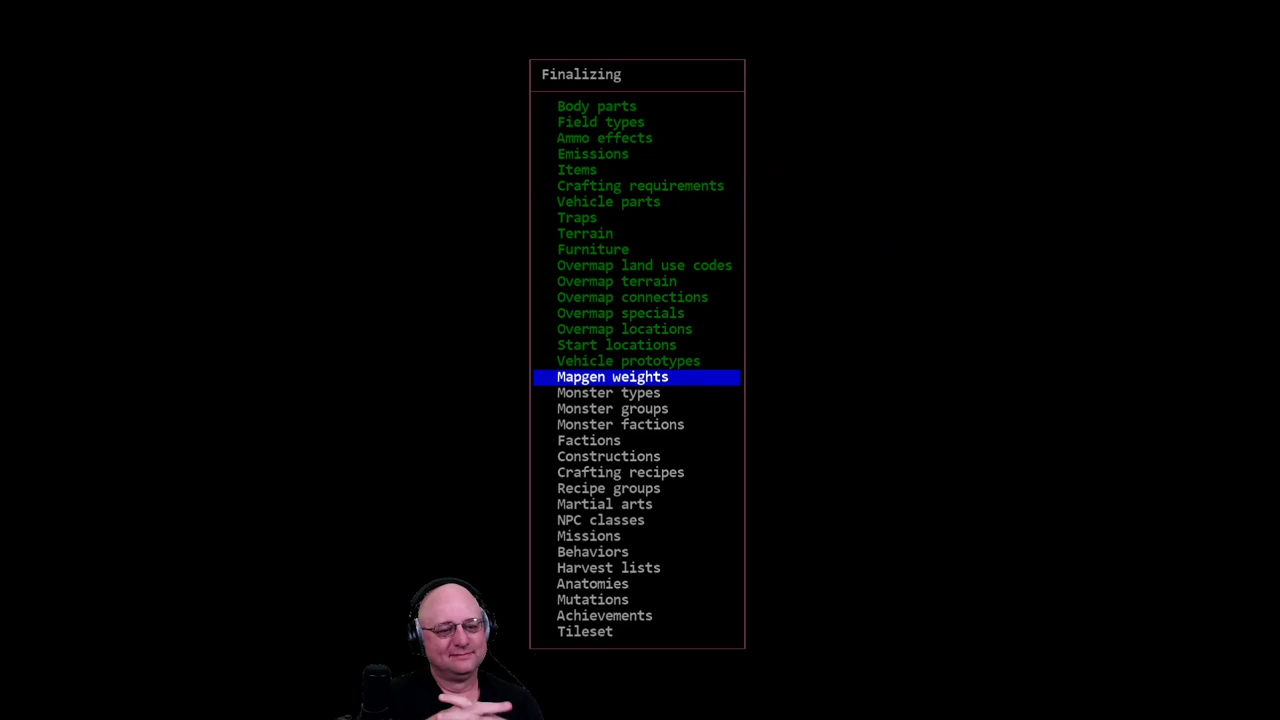 Finalizing
Body parts
Field types
Ammo effects
Emissions
Items
Crafting requirements
Vehicle parts
Traps
Terrain
Furniture
Overmap land use codes
Overmap terrain
Overmap connections
Overmap specials
Overmap locations
Start locations
Vehicle prototypes
Mapgen weights
Monster types
Monster groups
Monster factions
Factions
Constructions
Crafting recipes
Recipe groups
Martial arts
NPC classes
Missions
Behaviors
Harvest lists
Anatomies
Mutations
Achievements
Tileset